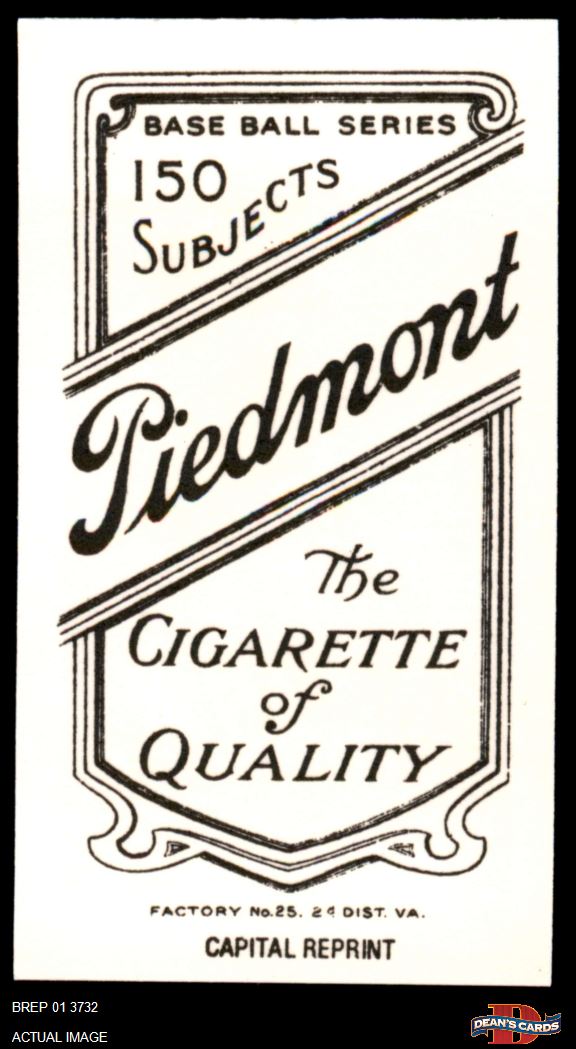 BASE BALL SERIES
150
SUBJECTS
Piedmont
The
CIGARETTE
of
QUALITY
FACTORY No. 25. 2d DIST. VA.
CAPITAL REPRINT
BREP 01 3732
ACTUAL IMAGE
D
DEAN'S CARDS